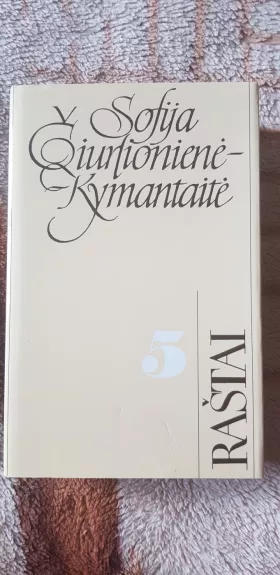 Sofija
Čiurlionienė-
-Kymantaitė
5
RAŠTAI